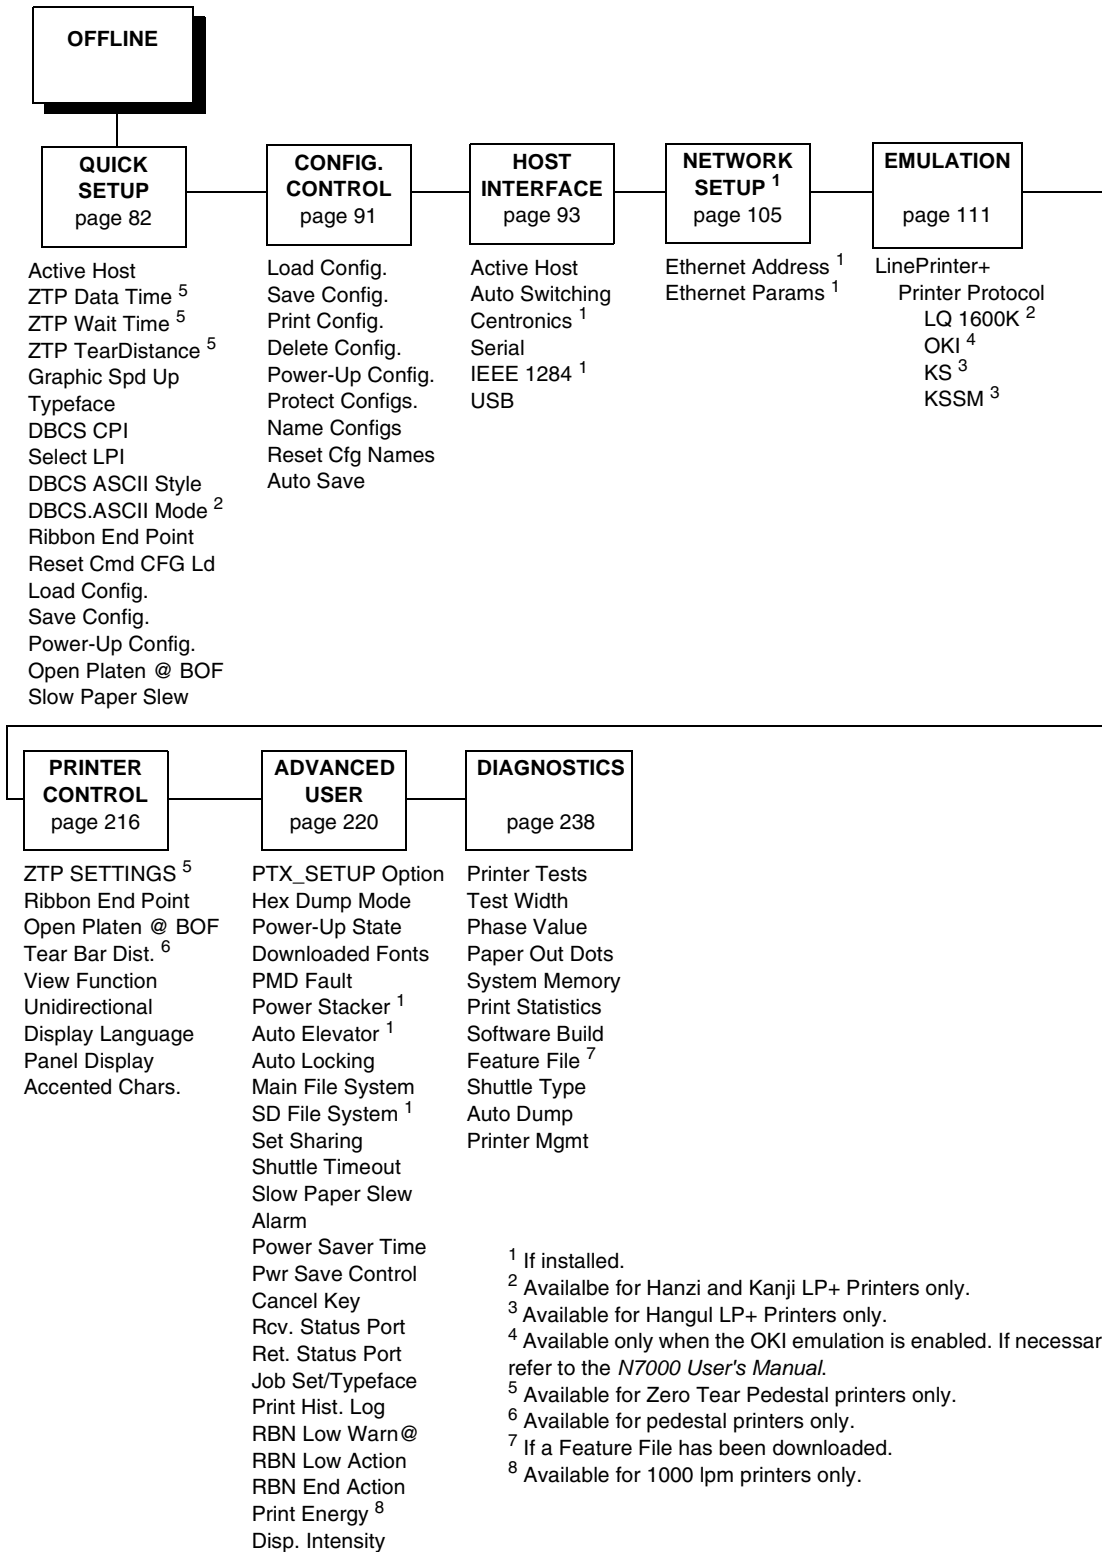 OFFLINE
QUICK
SETUP
page 82
Active Host
ZTP Data Time 5
ZTP Wait Time 5
ZTP TearDistance 5
Graphic Spd Up
Typeface
DBCS CPI
Select LPI
DBCS ASCII Style
DBCS.ASCII Mode 2
Ribbon End Point
Reset Cmd CFG Ld
Load Config.
Save Config.
Power-Up Config.
Open Platen @ BOF
Slow Paper Slew
CONFIG.
CONTROL
page 91
Load Config.
Save Config.
Print Config.
Delete Config.
Power-Up Config.
Protect Configs.
Name Configs
Reset Cfg Names
Auto Save
HOST
INTERFACE
page 93
Active Host
Auto Switching
Centronics 1
Serial
IEEE 1284 1
USB
NETWORK
SETUP 1
page 105
Ethernet Address 1
Ethernet Params 1
EMULATION
page 111
LinePrinter+
Printer Protocol
LQ 1600K 2
OKI 4
KS 3
KSSM 3
PRINTER
CONTROL
page 216
ZTP SETTINGS 5
Ribbon End Point
Open Platen @ BOF
Tear Bar Dist. 6
View Function
Unidirectional
Display Language
Panel Display
Accented Chars.
ADVANCED
USER
page 220
PTX_SETUP Option
Hex Dump Mode
Power-Up State
Downloaded Fonts
PMD Fault
Power Stacker 1
Auto Elevator 1
Auto Locking
Main File System
SD File System 1
Set Sharing
Shuttle Timeout
Slow Paper Slew
Alarm
Power Saver Time
Pwr Save Control
Cancel Key
Rcv. Status Port
Ret. Status Port
Job Set/Typeface
Print Hist. Log
RBN Low Warn@
RBN Low Action
RBN End Action
Print Energy 8
Disp. Intensity
DIAGNOSTICS
page 238
Printer Tests
Test Width
Phase Value
Paper Out Dots
System Memory
Print Statistics
Software Build
Feature File 7
Shuttle Type
Auto Dump
Printer Mgmt
1 If installed.
2 Availalbe for Hanzi and Kanji LP+ Printers only.
3 Available for Hangul LP+ Printers only.
4 Available only when the OKI emulation is enabled. If necessar
refer to the N7000 User's Manual.
5 Available for Zero Tear Pedestal printers only.
6 Available for pedestal printers only.
7 If a Feature File has been downloaded.
8 Available for 1000 lpm printers only.